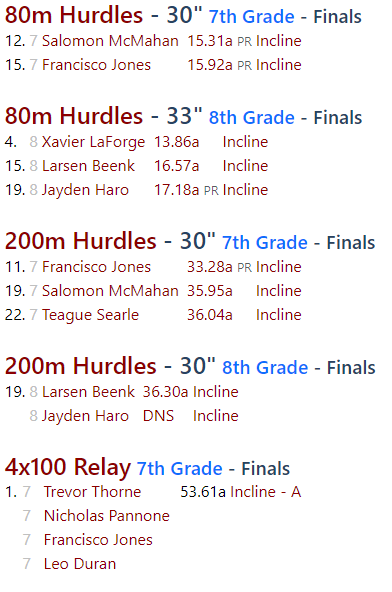 80m Hurdles - 30" 7th Grade - Finals
12. 7 Salomon McMahan 15.31a PR Incline
15. 7 Francisco Jones 15.92a PR Incline
80m Hurdles - 33" 8th Grade - Finals
4. 8 Xavier LaForge 13.86a Incline
15. 8 Larsen Beenk 16.57a Incline
19. 8 Jayden Haro 17.18a PR Incline
200m Hurdles - 30" 7th Grade - Finals
11. 7 Francisco Jones 33.28a PR Incline
19. 7 Salomon McMahan 35.95a Incline
22. 7 Teague Searle 36.04a Incline
200m Hurdles - 30" 8th Grade - Finals
19. 8 Larsen Beenk 36.30a Incline
8 Jayden Haro DNS Incline
4x100 Relay 7th Grade - Finals
1. 7 Trevor Thorne 53.61a Incline - A
7 Nicholas Pannone
7 Francisco Jones
7 Leo Duran